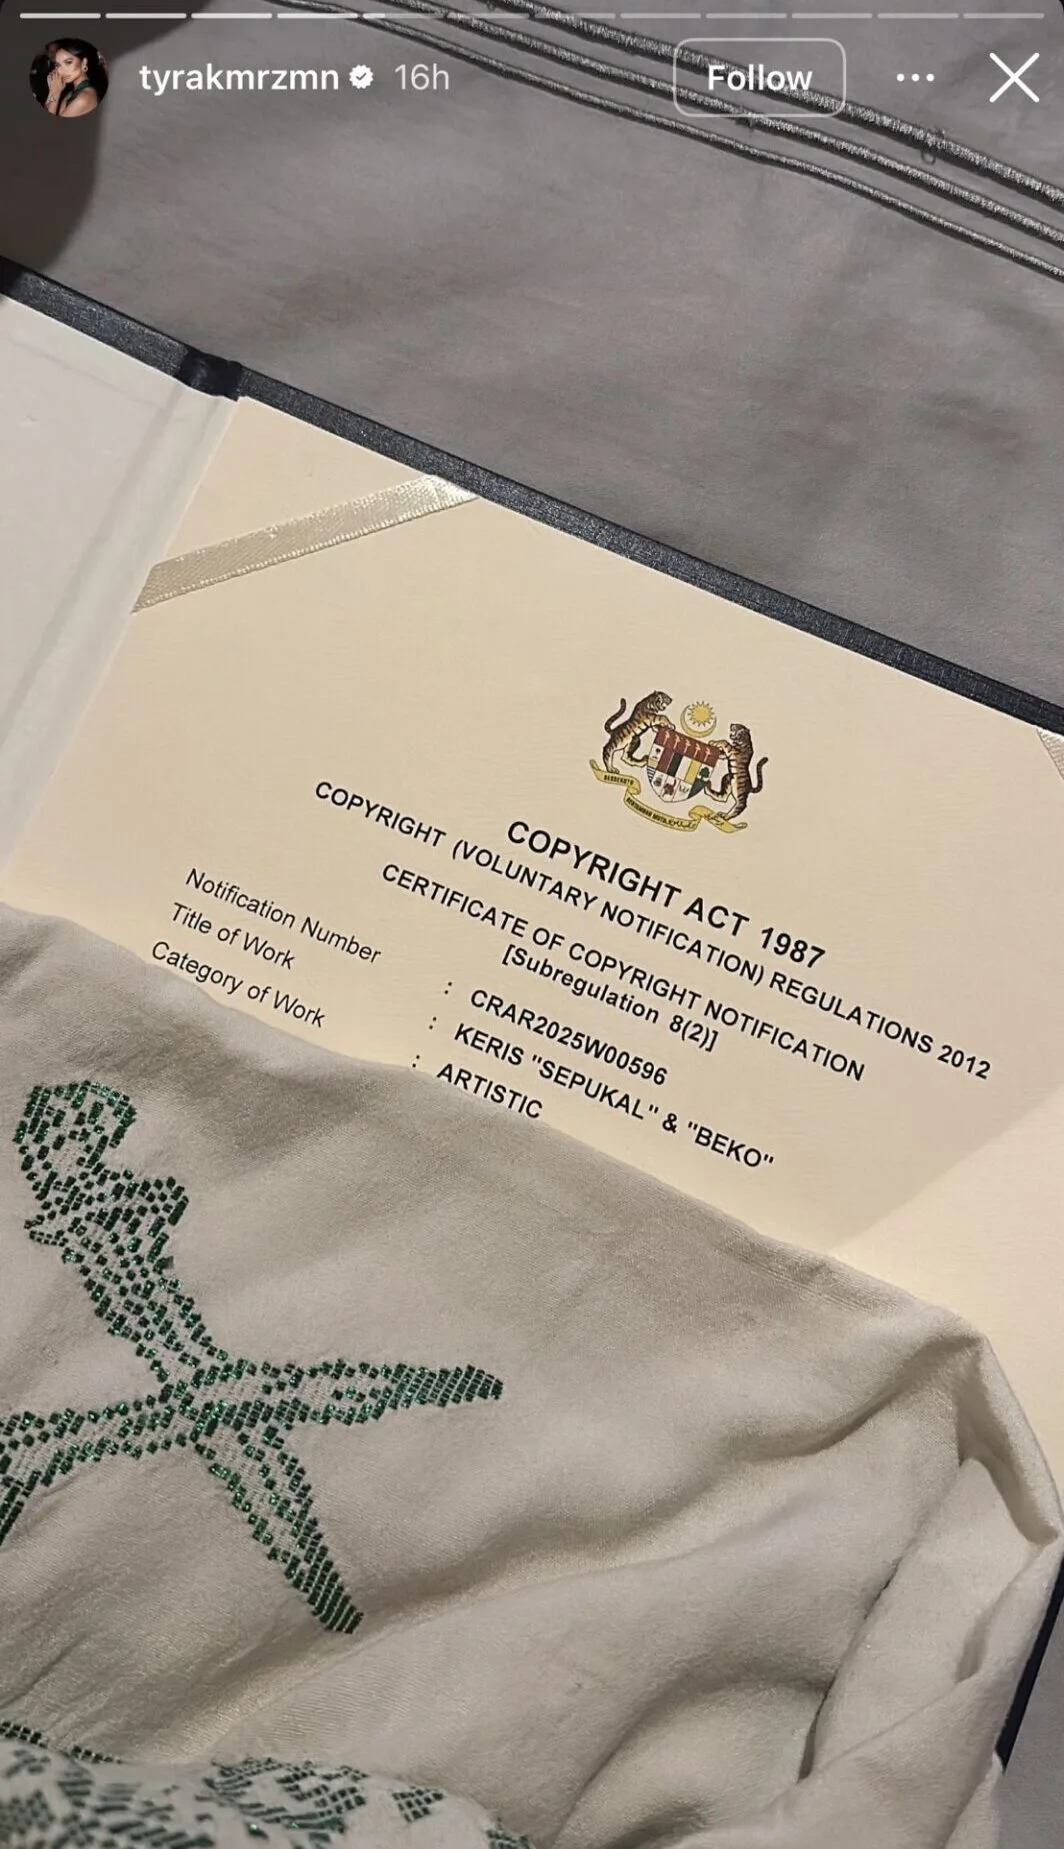 tyrakmrzmn 16h Follow
COPYRIGHT ACT 1987
COPYRIGHT (VOLUNTARY NOTIFICATION) REGULATIONS 2012
CERTIFICATE OF COPYRIGHT NOTIFICATION
[Subregulation 8(2)]
Notification Number : CRAR2025W00596
Title of Work : KERIS "SEPUKAL" & "BEKO"
Category of Work : ARTISTIC